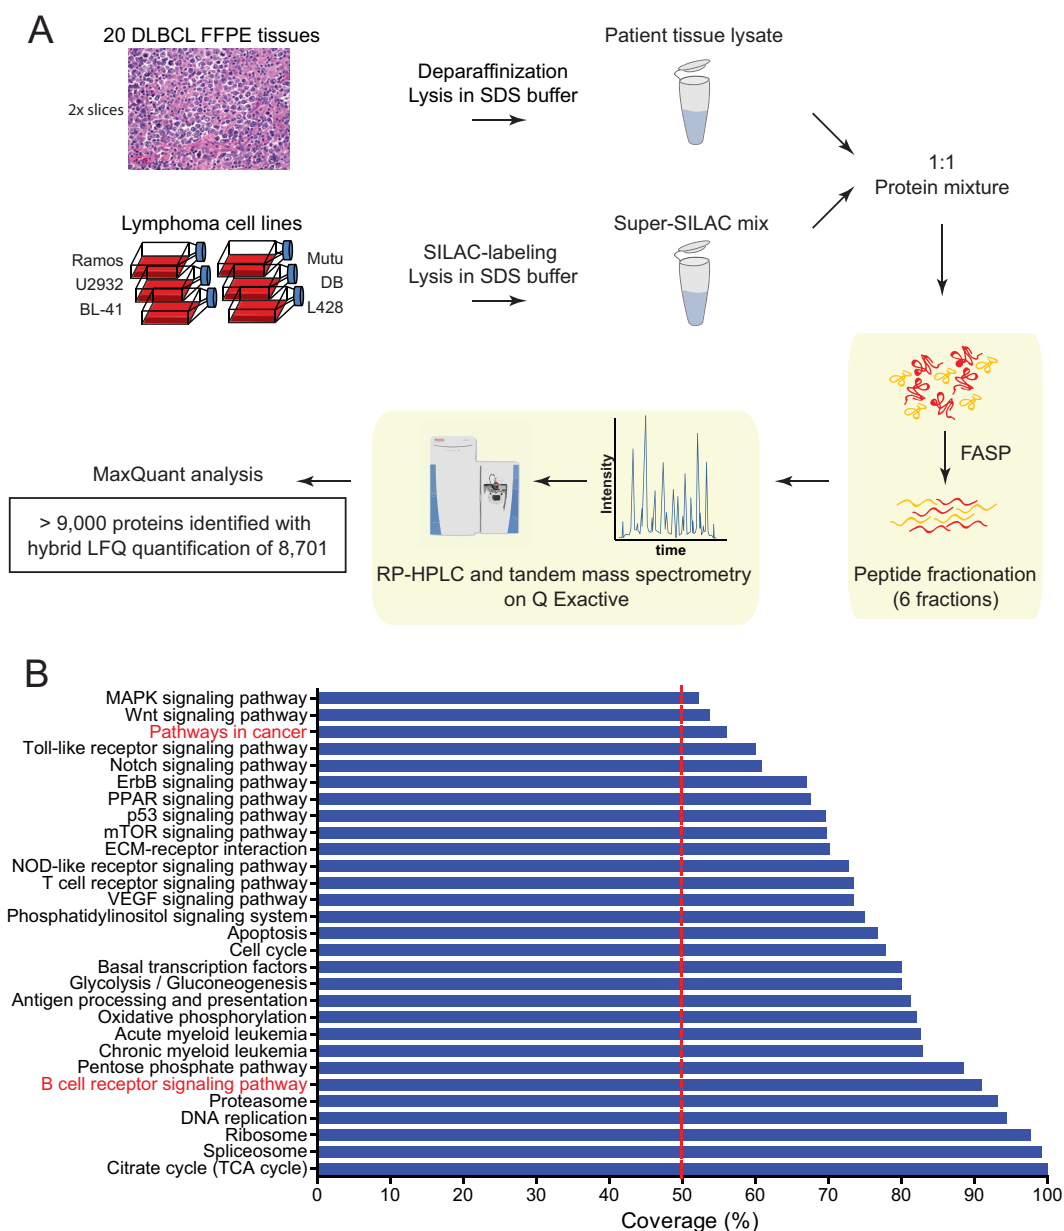 A
20 DLBCL FFPE tissues
2x slices
Deparaffinization
Lysis in SDS buffer
Patient tissue lysate
1:1
Protein mixture
Lymphoma cell lines
Ramos
U2932
BL-41
Mutu
DB
L428
SILAC-labeling
Lysis in SDS buffer
Super-SILAC mix
FASP
Peptide fractionation
(6 fractions)
Intensity
time
RP-HPLC and tandem mass spectrometry
on Q Exactive
MaxQuant analysis
> 9,000 proteins identified with
hybrid LFQ quantification of 8,701
B
MAPK signaling pathway
Wnt signaling pathway
Pathways in cancer
Toll-like receptor signaling pathway
Notch signaling pathway
ErbB signaling pathway
PPAR signaling pathway
p53 signaling pathway
mTOR signaling pathway
ECM-receptor interaction
NOD-like receptor signaling pathway
T cell receptor signaling pathway
VEGF signaling pathway
Phosphatidylinositol signaling system
Apoptosis
Cell cycle
Basal transcription factors
Glycolysis / Gluconeogenesis
Antigen processing and presentation
Oxidative phosphorylation
Acute myeloid leukemia
Chronic myeloid leukemia
Pentose phosphate pathway
B cell receptor signaling pathway
Proteasome
DNA replication
Ribosome
Spliceosome
Citrate cycle (TCA cycle)
0 10 20 30 40 50 60 70 80 90 100
Coverage (%)